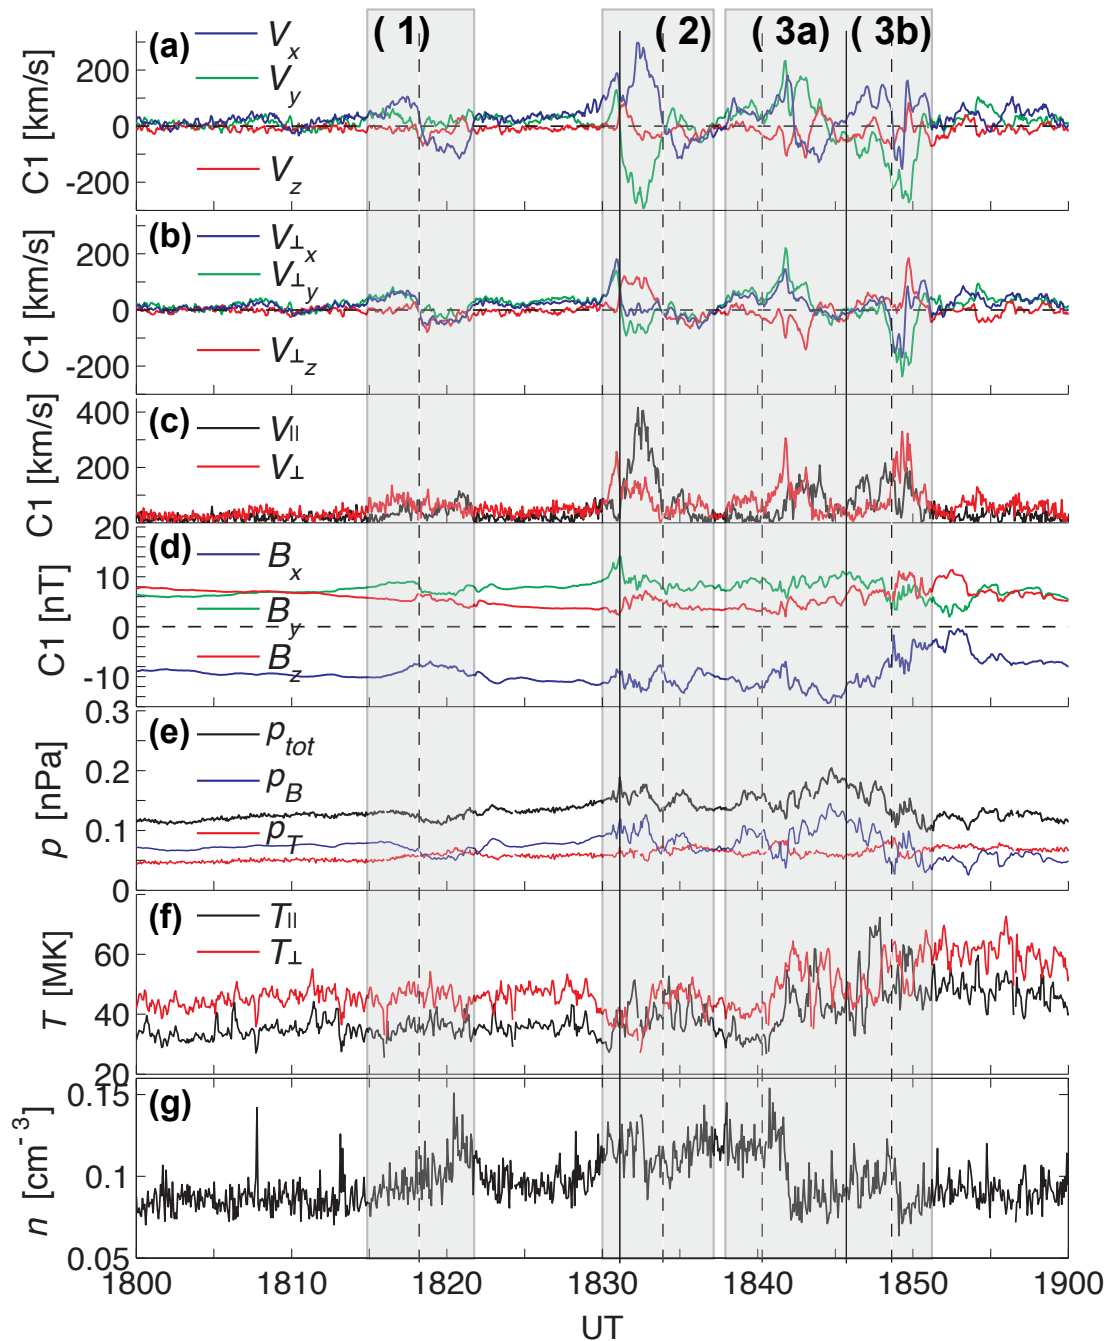 ( 1) ( 2) ( 3a) ( 3b)
(a)
C1 [km/s]
200
0
-200
Vx
Vy
Vz
(b)
C1 [km/s]
200
0
-200
V⊥x
V⊥y
V⊥z
(c)
C1 [km/s]
400
200
0
V||
V⊥
(d)
C1 [nT]
20
10
0
-10
Bx
By
Bz
(e)
p [nPa]
0.3
0.2
0.1
0
ptot
pB
pT
(f)
T [MK]
60
40
20
T||
T⊥
(g)
n [cm-3]
0.15
0.1
0.05
1800 1810 1820 1830 1840 1850 1900
UT